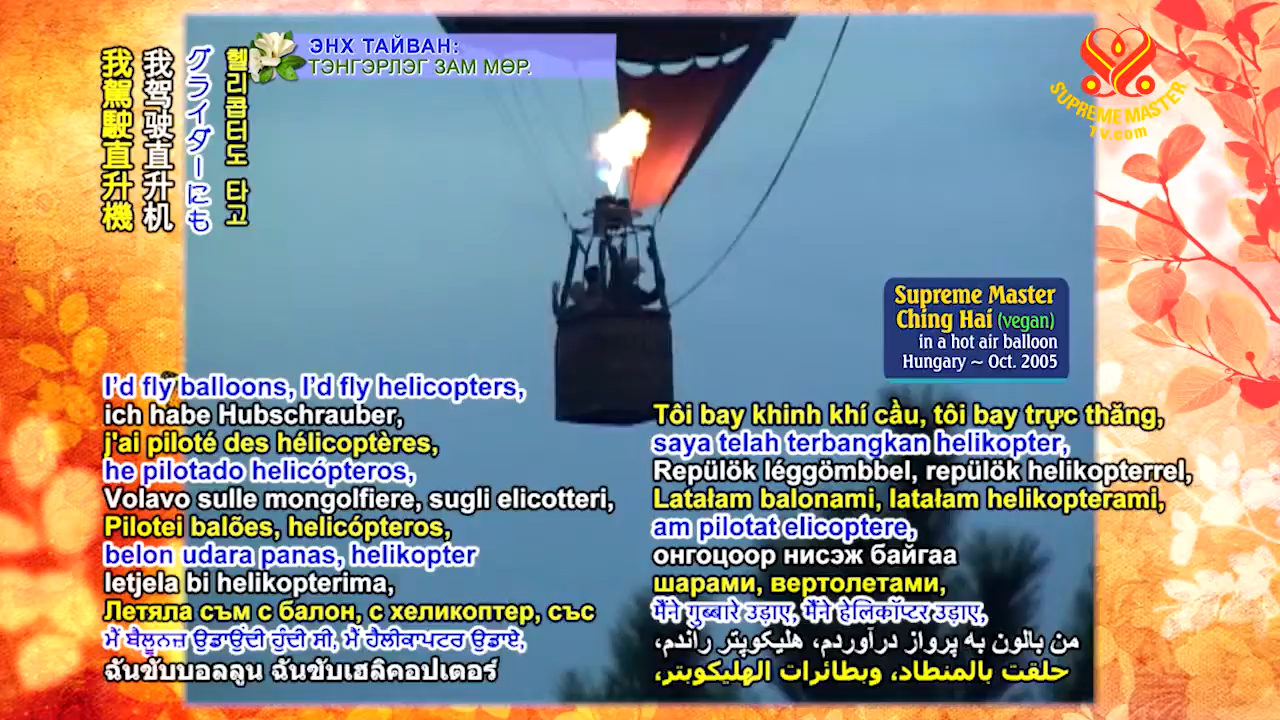 ЭНХ ТАЙВАН:
ТЭНГЭРЛЭГ ЗАМ МӨР.
SUPREME MASTER
TV.com
我駕駛直升機
我驾驶直升机
グライダーにも
헬리콥터도 타고
Supreme Master
Ching Hai (vegan)
in a hot air balloon
Hungary ~ Oct. 2005
I'd fly balloons, I'd fly helicopters,
ich habe Hubschrauber,
j'ai piloté des hélicoptères,
he pilotado helicópteros,
Volavo sulle mongolfiere, sugli elicotteri,
Pilotei balões, helicópteros,
belon udara panas, helikopter
letjela bi helikopterima,
Летяла съм с балон, с хеликоптер, със
ਮੈਂ ਬੈਲੂਨਜ਼ ਉਡਾਉਂਦੀ ਹੁੰਦੀ ਸੀ, ਮੈਂ ਹੈਲੀਕਾਪਟਰ ਉਡਾਏ,
ฉันขับบอลลูน ฉันขับเฮลิคอปเตอร์
Tôi bay khinh khí cầu, tôi bay trực thăng,
saya telah terbangkan helikopter,
Repülök léggömbbel, repülök helikopterrel,
Latałam balonami, latałam helikopterami,
am pilotat elicoptere,
онгоцоор нисэж байгаа
шарами, вертолетами,
मैंने गुब्बारे उड़ाए, मैंने हेलिकॉप्टर उड़ाए,
من بالون به پرواز درآوردم، هلیکوپتر راندم،
حلقت بالمنطاد، وبطائرات الهليكوبتر،